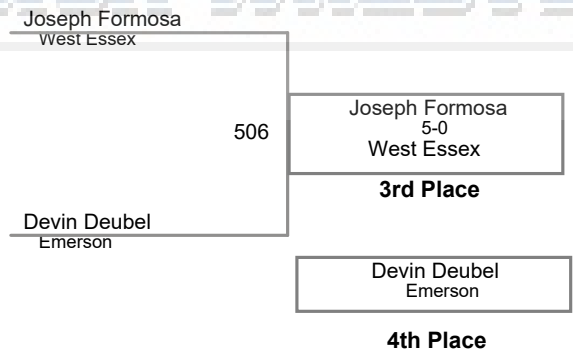 Joseph Formosa
West Essex
506
Joseph Formosa
5-0
West Essex
3rd Place
Devin Deubel
Emerson
Devin Deubel
Emerson
4th Place